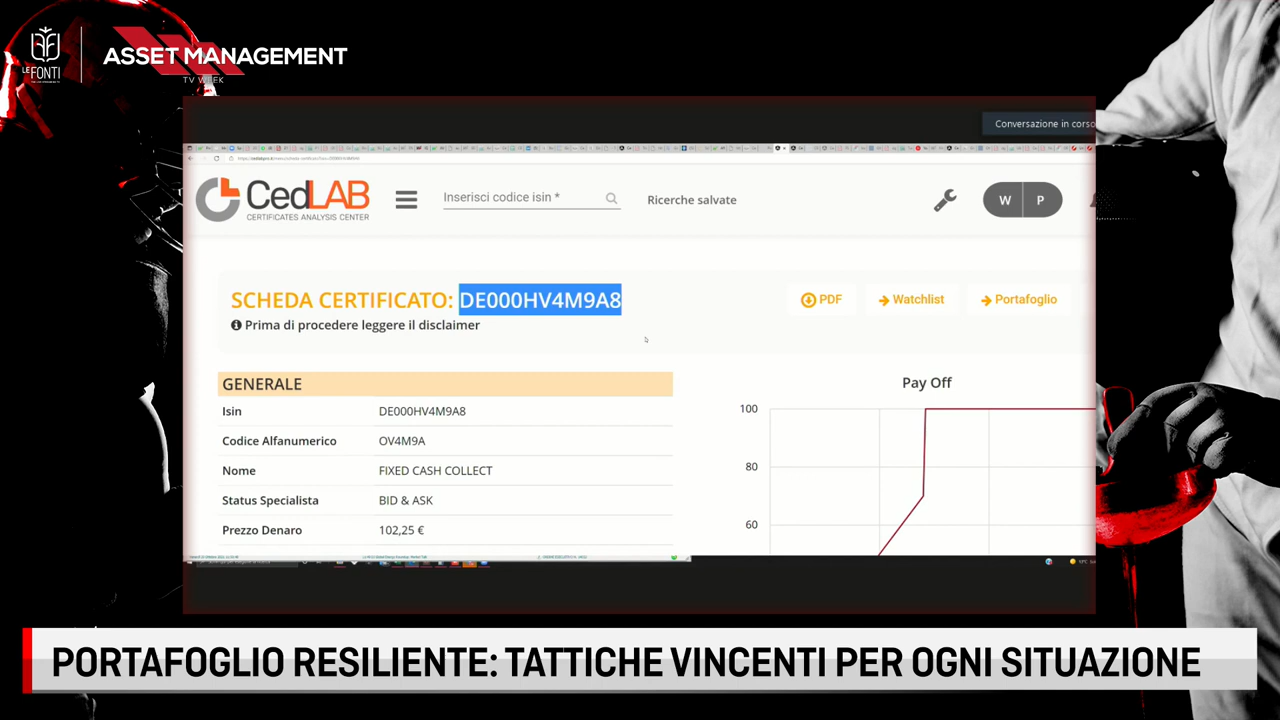 LE FONTI
ASSET MANAGEMENT
TV WEEK
Conversazione in corso
CedLAB
CERTIFICATES ANALYSIS CENTER
Inserisci codice isin *
Ricerche salvate
W P
SCHEDA CERTIFICATO: DE000HV4M9A8
PDF
Watchlist
Portafoglio
Prima di procedere leggere il disclaimer
GENERALE
Isin DE000HV4M9A8
Codice Alfanumerico OV4M9A
Nome FIXED CASH COLLECT
Status Specialista BID & ASK
Prezzo Denaro 102,25 €
Pay Off
100
80
60
PORTAFOGLIO RESILIENTE: TATTICHE VINCENTI PER OGNI SITUAZIONE